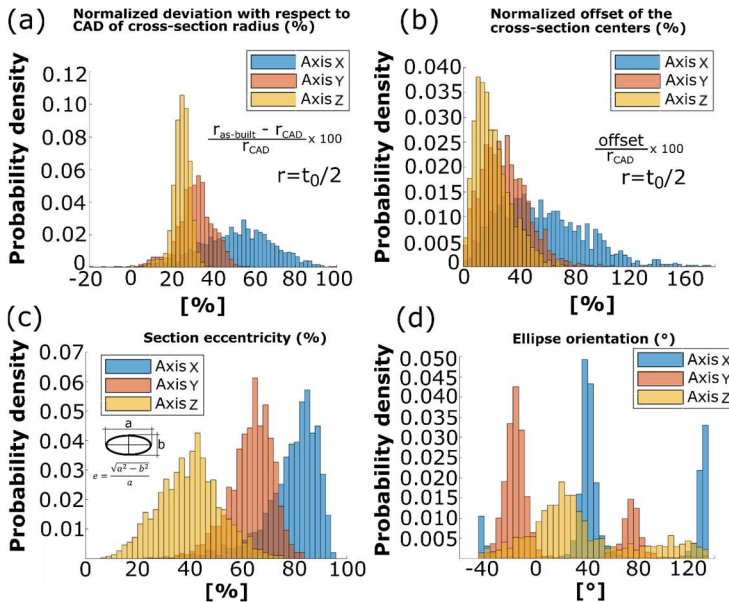 (a)
Normalized deviation with respect to
CAD of cross-section radius (%)
Probability density
0.12
0.10
0.08
0.06
0.04
0.02
0
Axis X
Axis Y
Axis Z
r_as-built - r_CAD
r_CAD
x 100
r=t_0/2
-20 0 20 40 60 80 100
[%]
(b)
Normalized offset of the
cross-section centers (%)
Probability density
0.040
0.035
0.030
0.025
0.020
0.015
0.010
0.005
0
Axis X
Axis Y
Axis Z
offset
r_CAD
x 100
r=t_0/2
0 40 80 120 160
[%]
(c)
Section eccentricity (%)
Probability density
0.07
0.06
0.05
0.04
0.03
0.02
0.01
Axis X
Axis Y
Axis Z
a
b
e = √a² − b²
a
0 20 40 60 80 100
[%]
(d)
Ellipse orientation (°)
Probability density
0.050
0.045
0.040
0.035
0.030
0.025
0.020
0.015
0.010
0.005
Axis X
Axis Y
Axis Z
-40 0 40 80 120
[°]